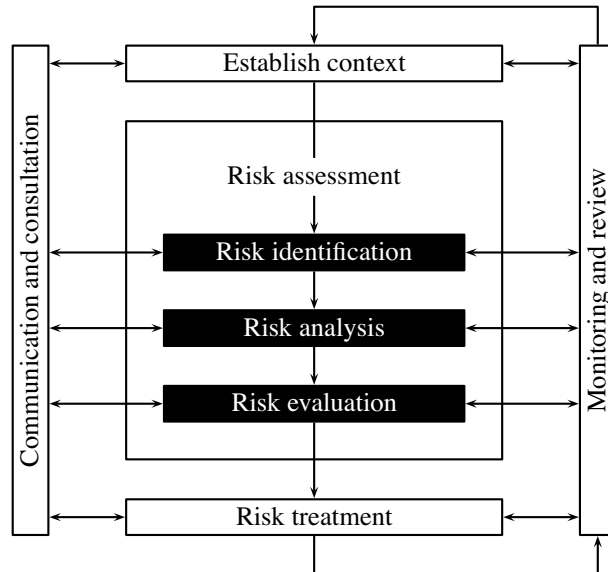 Establish context
Communication and consultation
Monitoring and review
Risk assessment
Risk identification
Risk analysis
Risk evaluation
Risk treatment